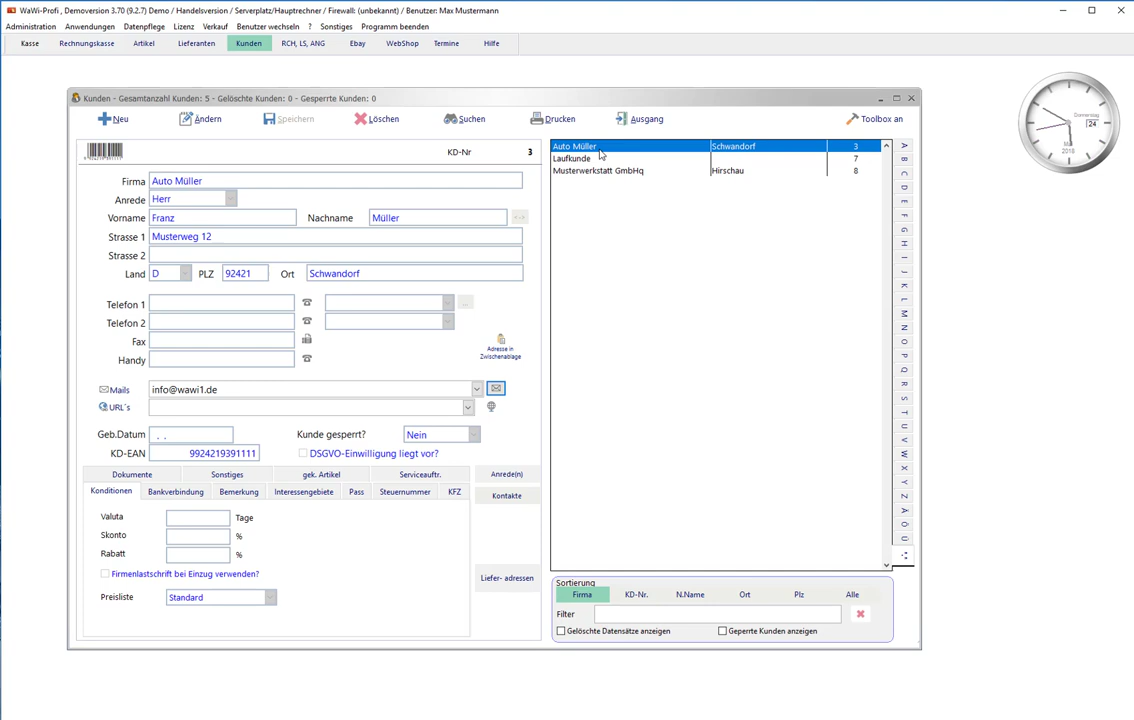 WaWi-Profi , Demoversion 3.70 (9.2.7) Demo / Handelsversion / Serverplatz/Hauptrechner / Firewall: (unbekannt) / Benutzer: Max Mustermann
Administration Anwendungen Datenpflege Lizenz Verkauf Benutzer wechseln ? Sonstiges Programm beenden
Kasse Rechnungskasse Artikel Lieferanten Kunden RCH, LS, ANG Ebay WebShop Termine Hilfe
Kunden - Gesamtanzahl Kunden: 5 - Gelöschte Kunden: 0 - Gesperrte Kunden: 0
Neu Ändern Speichern Löschen Suchen Drucken Ausgang Toolbox an
KD-Nr 3
Firma Auto Müller
Anrede Herr
Vorname Franz Nachname Müller
Strasse 1 Musterweg 12
Strasse 2
Land D PLZ 92421 Ort Schwandorf
Telefon 1
Telefon 2
Fax
Handy
Adresse in
Zwischenablage
Mails info@wawi1.de
URL´s
Geb.Datum . . Kunde gesperrt? Nein
KD-EAN 9924219391111 DSGVO-Einwilligung liegt vor?
Dokumente Sonstiges gek. Artikel Serviceauftr. Anrede(n)
Konditionen Bankverbindung Bemerkung Interessengebiete Pass Steuernummer KFZ Kontakte
Valuta Tage
Skonto %
Rabatt %
Firmenlastschrift bei Einzug verwenden?
Preisliste Standard
Liefer- adressen
Auto Müller Schwandorf 3
Laufkunde 7
Musterwerkstatt GmbHq Hirschau 8
A
B
C
D
E
F
G
H
I
J
K
L
M
N
O
P
Q
R
S
T
U
V
W
X
Y
Z
Ä
Ö
Ü
Sortierung
Firma KD-Nr. N.Name Ort Plz Alle
Filter
Gelöschte Datensätze anzeigen Geperrte Kunden anzeigen
Donnerstag
24
Mai
2018